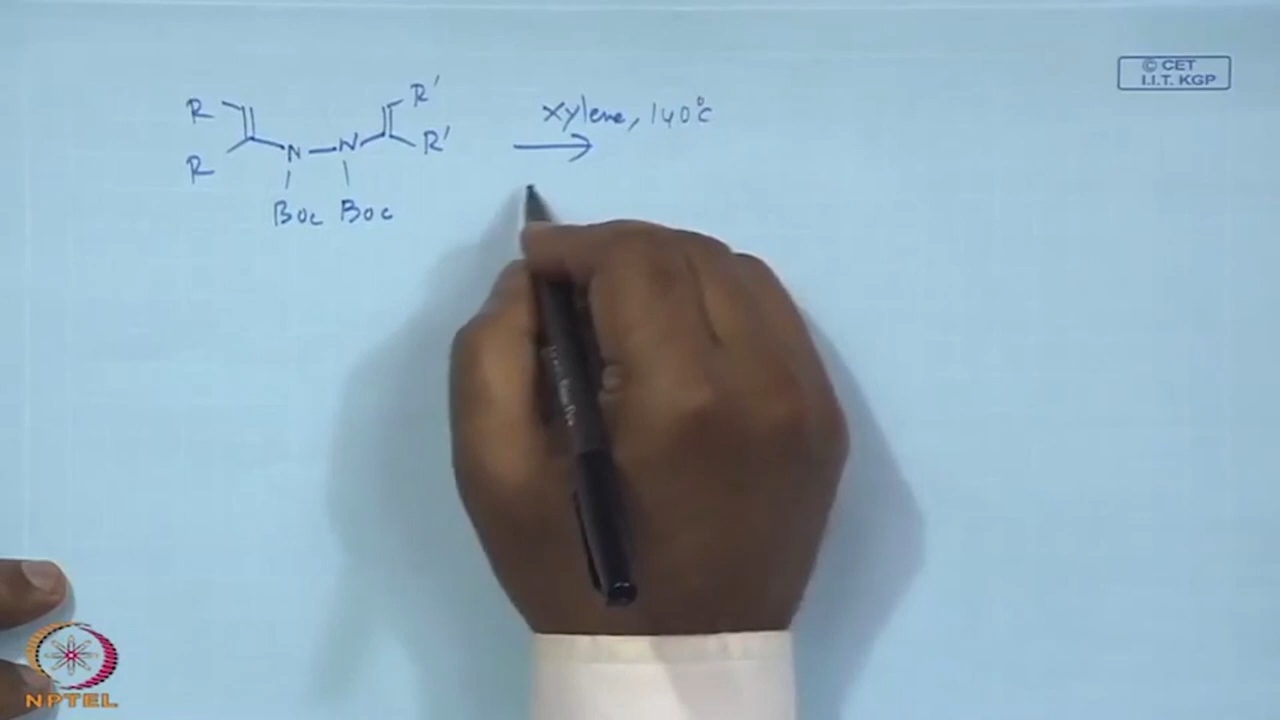 © CET
I.I.T. KGP
R R'
xylene, 140°C
R N—N R'
Boc Boc
NPTEL